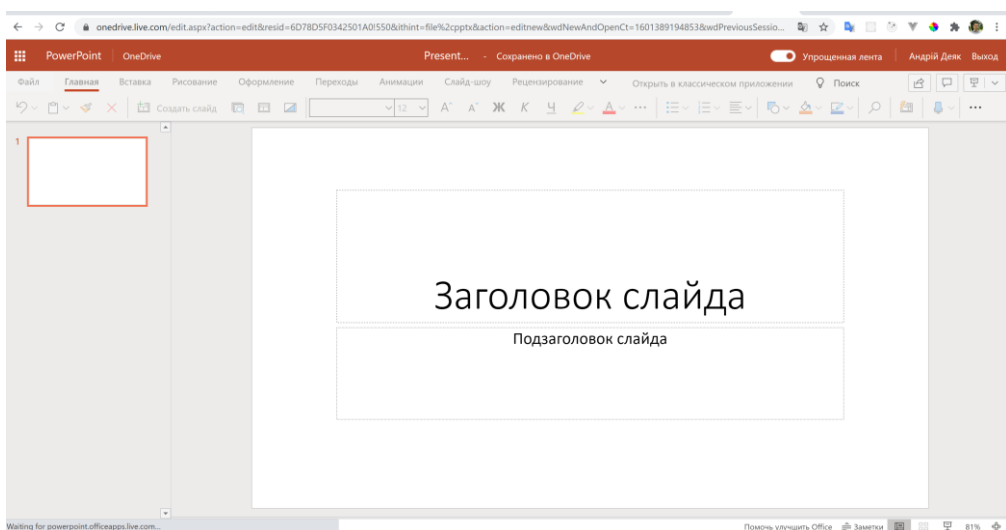 onedrive.live.com/edit.aspx?action=edit&resid=6D78D5F0342501A0!550&ithint=file%2cpptx&action=editnew&wdNewAndOpenCt=1601389194853&wdPreviousSessio...
PowerPoint OneDrive Present... - Сохранено в OneDrive Упрощенная лента Андрій Деяк Выход
Файл Главная Вставка Рисование Оформление Переходы Анимации Слайд-шоу Рецензирование Открыть в классическом приложении Поиск
Создать слайд 12 A A Ж К Ч A ...
1
Заголовок слайда
Подзаголовок слайда
Waiting for powerpoint.officeapps.live.com...
Помочь улучшить Office Заметки 81%